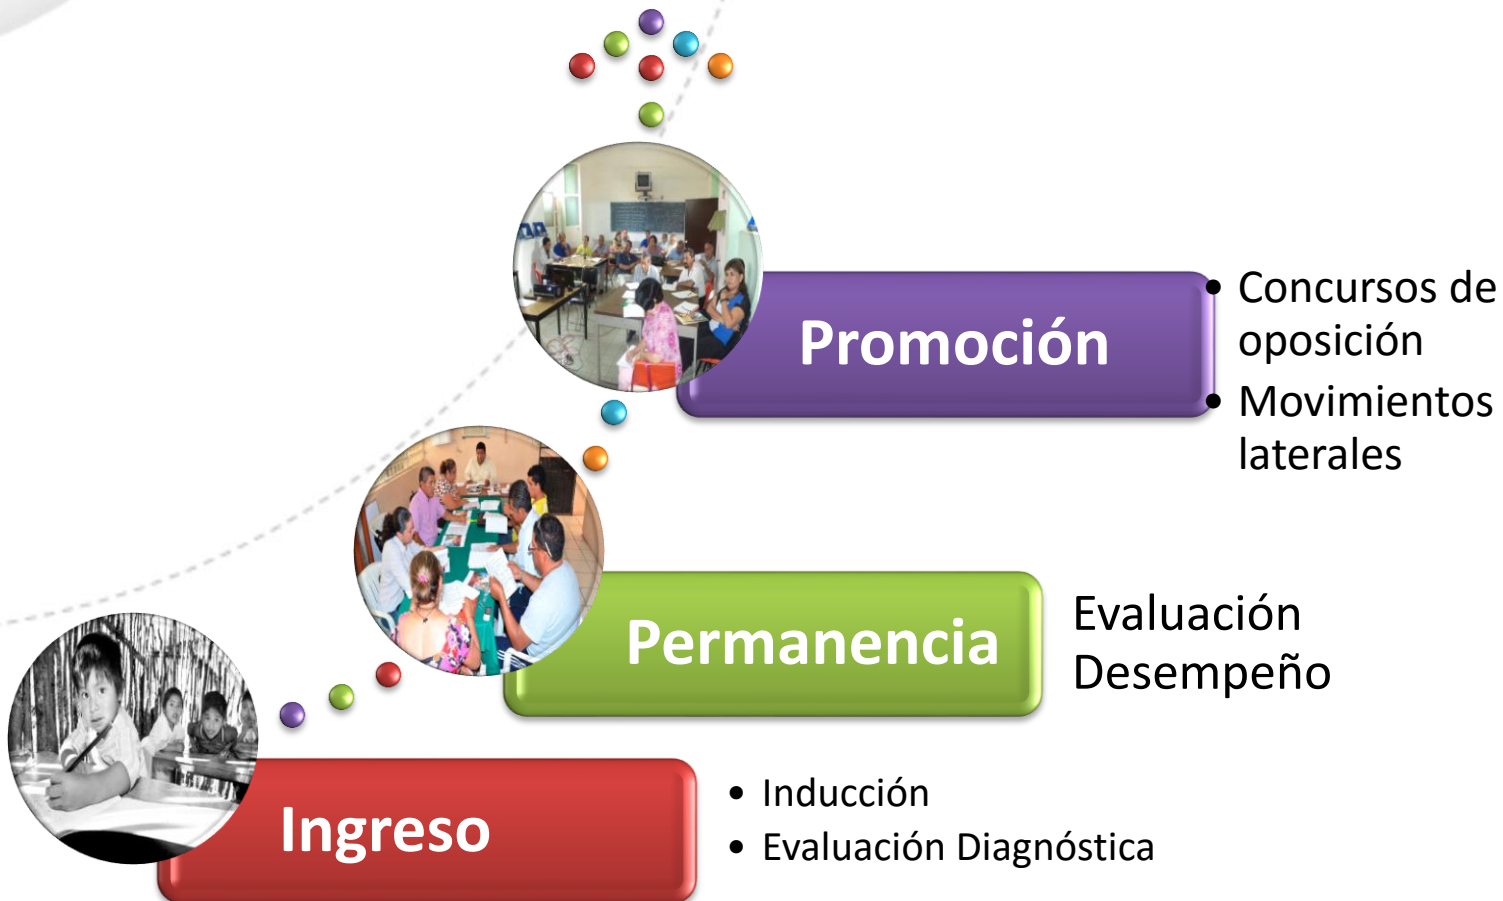 Promoción
• Concursos de
oposición
• Movimientos
laterales
Permanencia
Evaluación
Desempeño
Ingreso
• Inducción
• Evaluación Diagnóstica